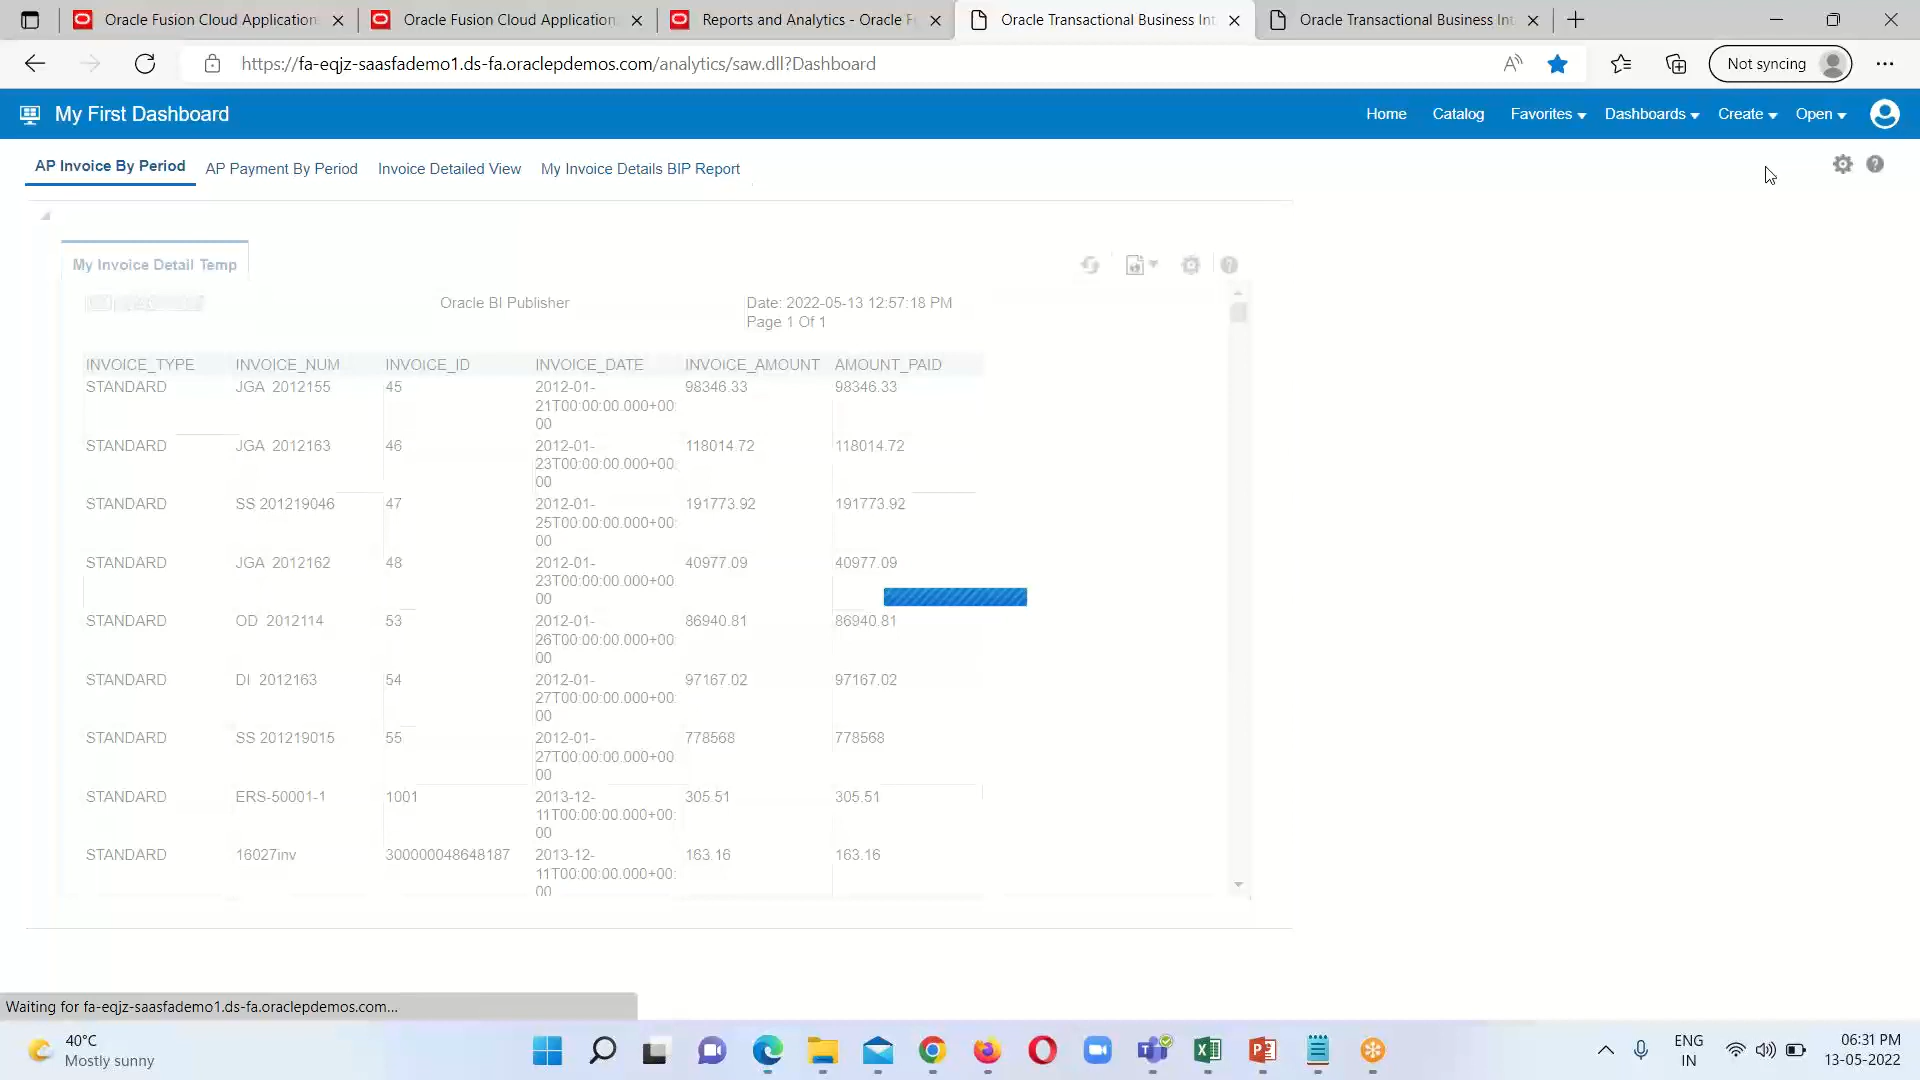 Oracle Fusion Cloud Application
Oracle Fusion Cloud Application
Reports and Analytics - Oracle F
Oracle Transactional Business Int
Oracle Transactional Business Int
https://fa-eqjz-saasfademo1.ds-fa.oraclepdemos.com/analytics/saw.dll?Dashboard
Not syncing
My First Dashboard
Home Catalog Favorites Dashboards Create Open
AP Invoice By Period AP Payment By Period Invoice Detailed View My Invoice Details BIP Report
My Invoice Detail Temp
Oracle BI Publisher
Date: 2022-05-13 12:57:18 PM
Page 1 Of 1
INVOICE_TYPE INVOICE_NUM INVOICE_ID INVOICE_DATE INVOICE_AMOUNT AMOUNT_PAID
STANDARD JGA 2012155 45 2012-01- 98346.33 98346.33
21T00:00:00.000+00:
00
STANDARD JGA 2012163 46 2012-01- 118014.72 118014.72
23T00:00:00.000+00:
00
STANDARD SS 201219046 47 2012-01- 191773.92 191773.92
25T00:00:00.000+00:
00
STANDARD JGA 2012162 48 2012-01- 40977.09 40977.09
23T00:00:00.000+00:
00
STANDARD OD 2012114 53 2012-01- 86940.81 86940.81
26T00:00:00.000+00:
00
STANDARD DI 2012163 54 2012-01- 97167.02 97167.02
27T00:00:00.000+00:
00
STANDARD SS 201219015 55 2012-01- 778568 778568
27T00:00:00.000+00:
00
STANDARD ERS-50001-1 1001 2013-12- 305.51 305.51
11T00:00:00.000+00:
00
STANDARD 16027inv 300000048648187 2013-12- 163.16 163.16
11T00:00:00.000+00:
00
Waiting for fa-eqjz-saasfademo1.ds-fa.oraclepdemos.com...
40°C
Mostly sunny
ENG
IN
06:31 PM
13-05-2022